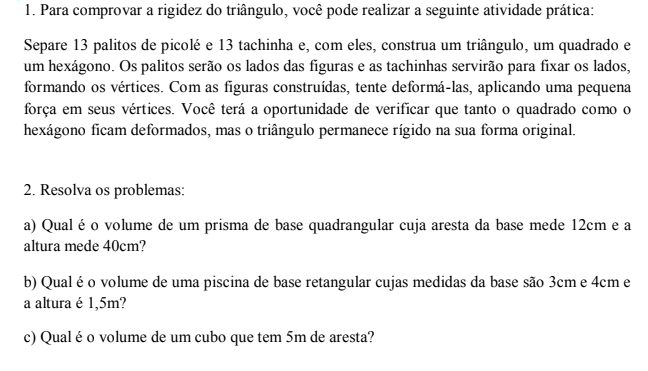 1. Para comprovar a rigidez do triângulo, você pode realizar a seguinte atividade prática:
Separe 13 palitos de picolé e 13 tachinha e, com eles, construa um triângulo, um quadrado e
um hexágono. Os palitos serão os lados das figuras e as tachinhas servirão para fixar os lados,
formando os vértices. Com as figuras construídas, tente deformá-las, aplicando uma pequena
força em seus vértices. Você terá a oportunidade de verificar que tanto o quadrado como o
hexágono ficam deformados, mas o triângulo permanece rígido na sua forma original.
2. Resolva os problemas:
a) Qual é o volume de um prisma de base quadrangular cuja aresta da base mede 12cm e a
altura mede 40cm?
b) Qual é o volume de uma piscina de base retangular cujas medidas da base são 3cm e 4cm e
a altura é 1,5m?
c) Qual é o volume de um cubo que tem 5m de aresta?